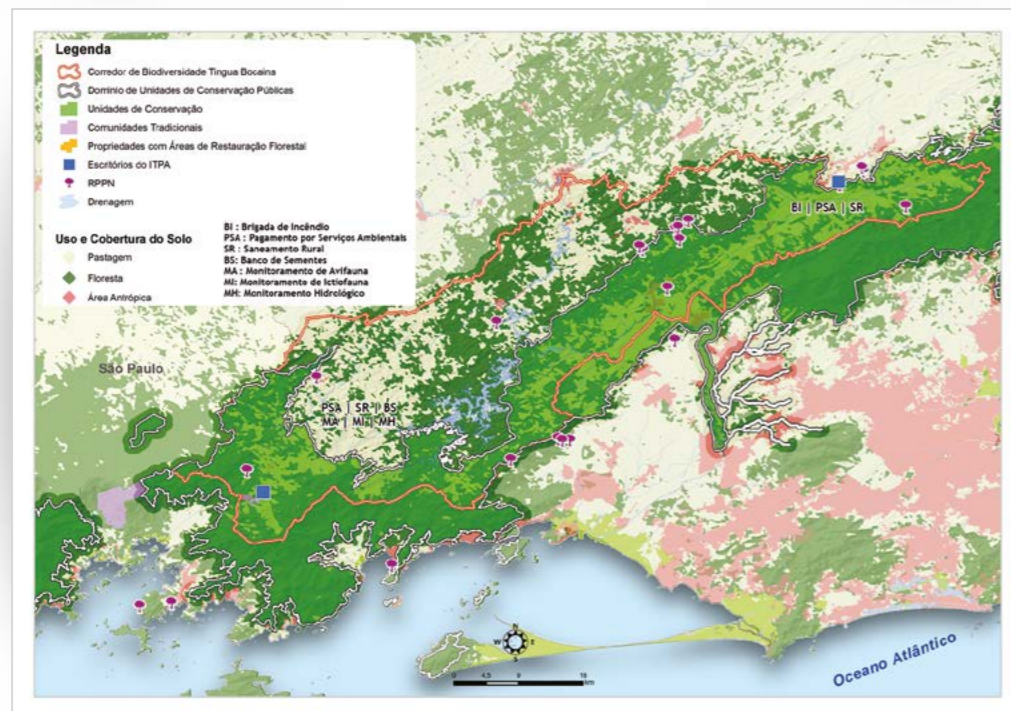 Legenda
Corredor de Biodiversidade Tingua Bocaina
Domínio de Unidades de Conservação Públicas
Unidades de Conservação
Comunidades Tradicionais
Propriedades com Áreas de Restauração Florestal
Escritórios do ITPA
RPPN
Drenagem
Uso e Cobertura do Solo
Pastagem
Floresta
Área Antrópica
BI : Brigada de Incêndio
PSA : Pagamento por Serviços Ambientais
SR : Saneamento Rural
BS: Banco de Sementes
MA : Monitoramento de Avifauna
MI: Monitoramento de Ictiofauna
MH: Monitoramento Hidrológico
BI | PSA | SR
São Paulo
PSA | SR | BS
MA | MI | MH
N
W E
S
0 4,5 9 18
km
Oceano Atlântico